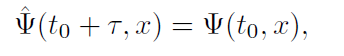 Ψ̂(t₀ + τ, x) = Ψ(t₀, x),